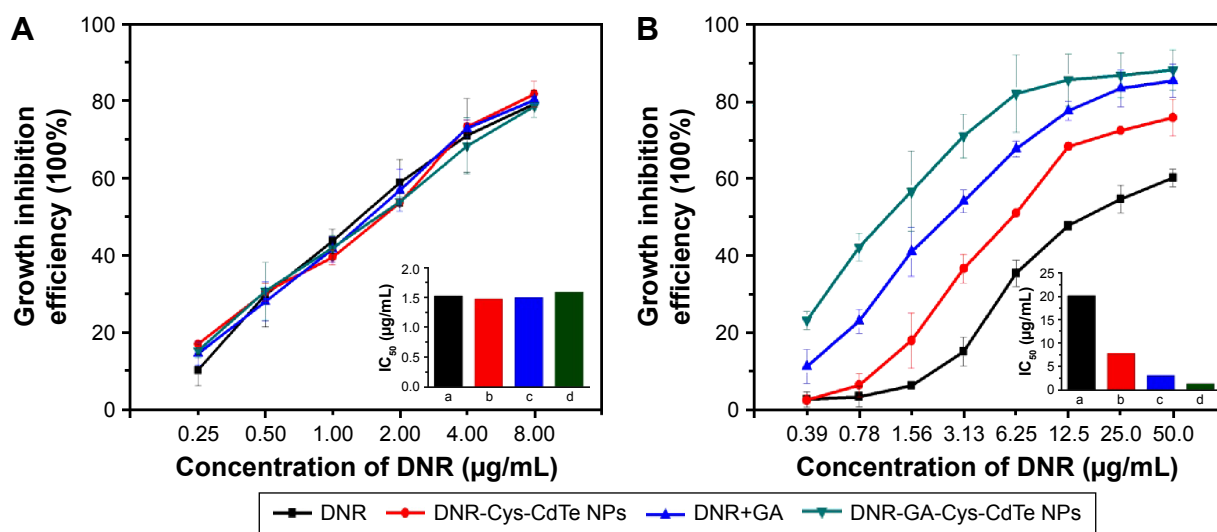 A
Growth inhibition
efficiency (100%)
100
80
60
40
20
0
0.25 0.50 1.00 2.00 4.00 8.00
Concentration of DNR (µg/mL)
IC50 (µg/mL)
2.0
1.5
1.0
0.5
0.0
a b c d
B
Growth inhibition
efficiency (100%)
100
80
60
40
20
0
0.39 0.78 1.56 3.13 6.25 12.5 25.0 50.0
Concentration of DNR (µg/mL)
IC50 (µg/mL)
25
20
15
10
5
0
a b c d
DNR DNR-Cys-CdTe NPs DNR+GA DNR-GA-Cys-CdTe NPs